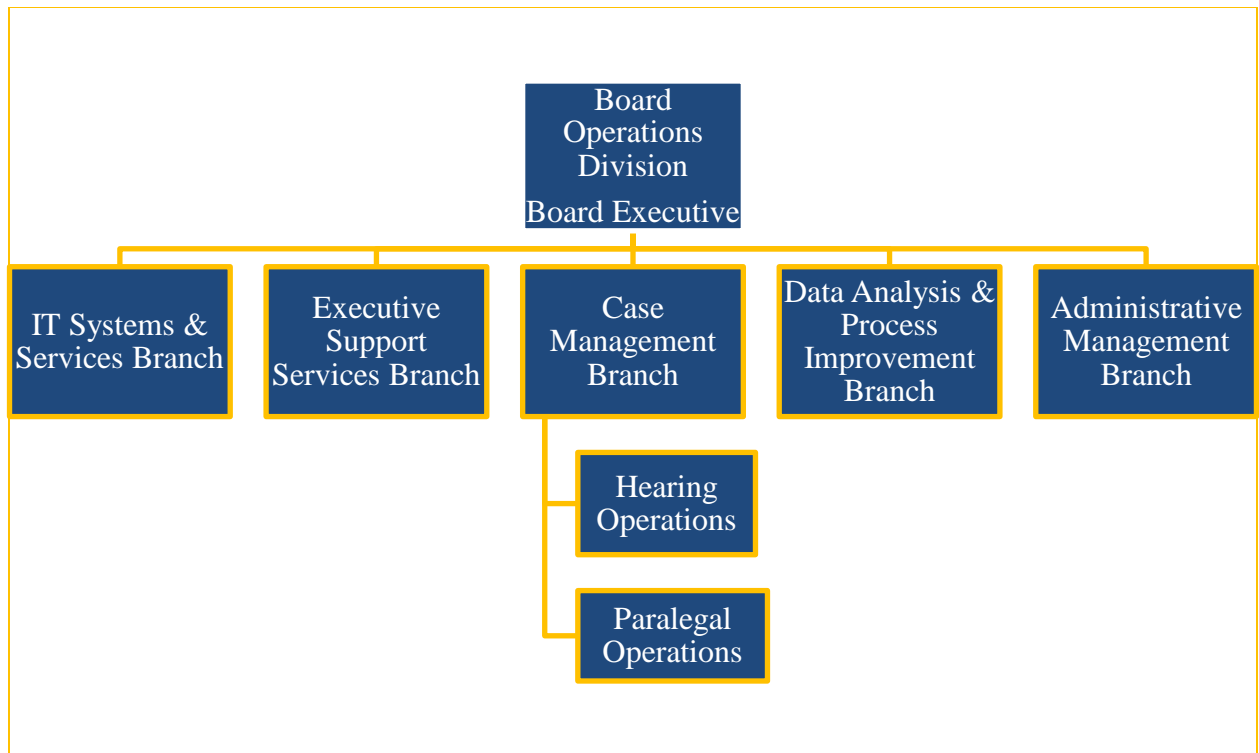 Board
Operations
Division
Board Executive
IT Systems &
Services Branch
Executive
Support
Services Branch
Case
Management
Branch
Data Analysis &
Process
Improvement
Branch
Administrative
Management
Branch
Hearing
Operations
Paralegal
Operations